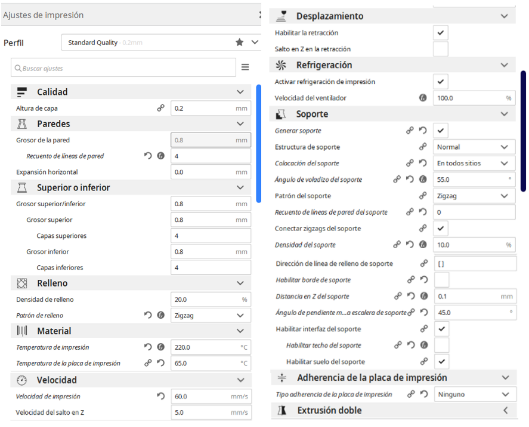 Ajustes de impresión
Perfil Standard Quality - 0.2mm
Buscar ajustes
Calidad
Altura de capa 0.2 mm
Paredes
Grosor de la pared 0.8 mm
Recuento de líneas de pared 4
Expansión horizontal 0.0 mm
Superior o inferior
Grosor superior/inferior 0.8 mm
Grosor superior 0.8 mm
Capas superiores 4
Grosor inferior 0.8 mm
Capas inferiores 4
Relleno
Densidad de relleno 20.0 %
Patrón de relleno Zigzag
Material
Temperatura de impresión 220.0 °C
Temperatura de la placa de impresión 65.0 °C
Velocidad
Velocidad de impresión 60.0 mm/s
Velocidad del salto en Z 5.0 mm/s
Desplazamiento
Habilitar la retracción
Salto en Z en la retracción
Refrigeración
Activar refrigeración de impresión
Velocidad del ventilador 100.0 %
Soporte
Generar soporte
Estructura de soporte Normal
Colocación del soporte En todos sitios
Ángulo de voladizo del soporte 55.0 °
Patrón del soporte Zigzag
Recuento de líneas de pared del soporte 0
Conectar zigzags del soporte
Densidad del soporte 10.0 %
Dirección de línea de relleno de soporte [ ]
Habilitar borde de soporte
Distancia en Z del soporte 0.1 mm
Ángulo de pendiente m...a escalera de soporte 45.0 °
Habilitar interfaz del soporte
Habilitar techo del soporte
Habilitar suelo del soporte
Adherencia de la placa de impresión
Tipo adherencia de la placa de impresión Ninguno
Extrusión doble